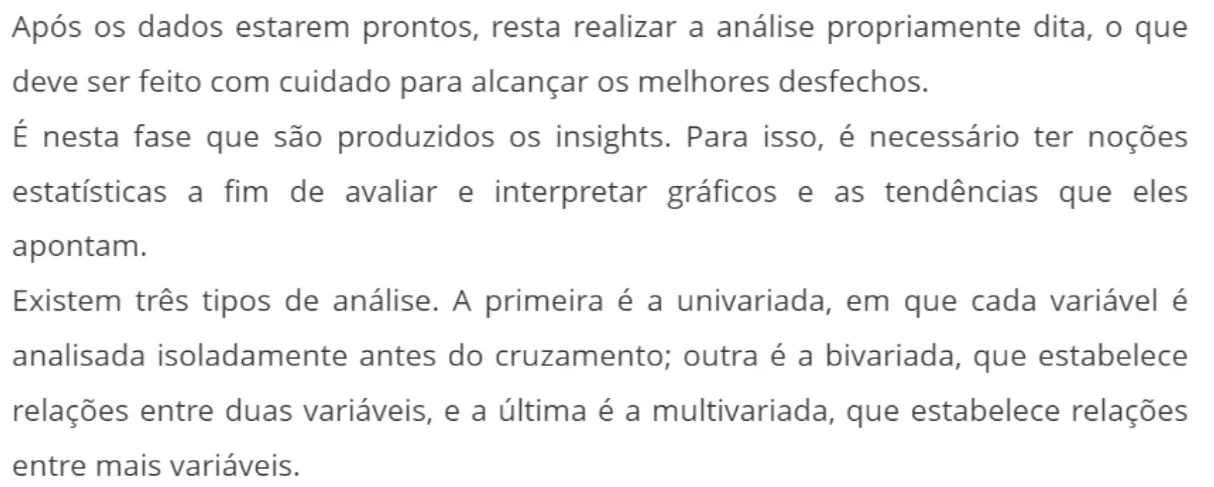 Após os dados estarem prontos, resta realizar a análise propriamente dita, o que
deve ser feito com cuidado para alcançar os melhores desfechos.
É nesta fase que são produzidos os insights. Para isso, é necessário ter noções
estatísticas a fim de avaliar e interpretar gráficos e as tendências que eles
apontam.
Existem três tipos de análise. A primeira é a univariada, em que cada variável é
analisada isoladamente antes do cruzamento; outra é a bivariada, que estabelece
relações entre duas variáveis, e a última é a multivariada, que estabelece relações
entre mais variáveis.